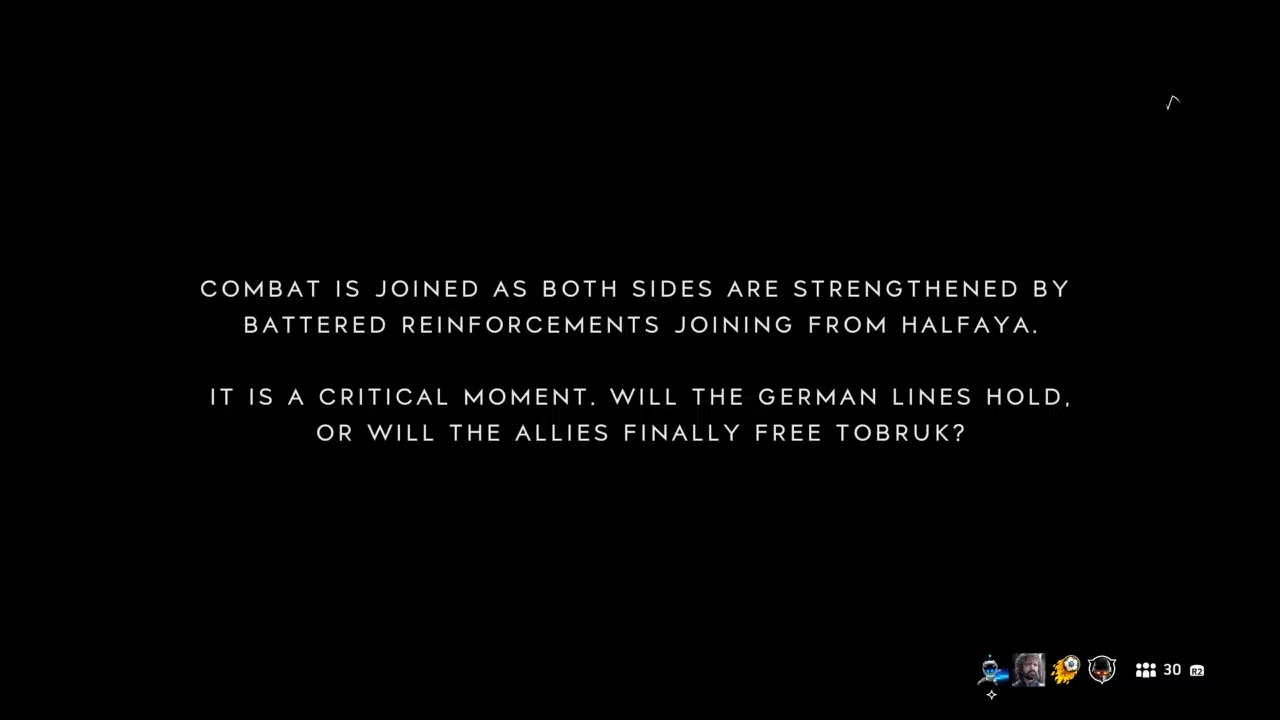 COMBAT IS JOINED AS BOTH SIDES ARE STRENGTHENED BY
BATTERED REINFORCEMENTS JOINING FROM HALFAYA.
IT IS A CRITICAL MOMENT. WILL THE GERMAN LINES HOLD,
OR WILL THE ALLIES FINALLY FREE TOBRUK?
30 R2